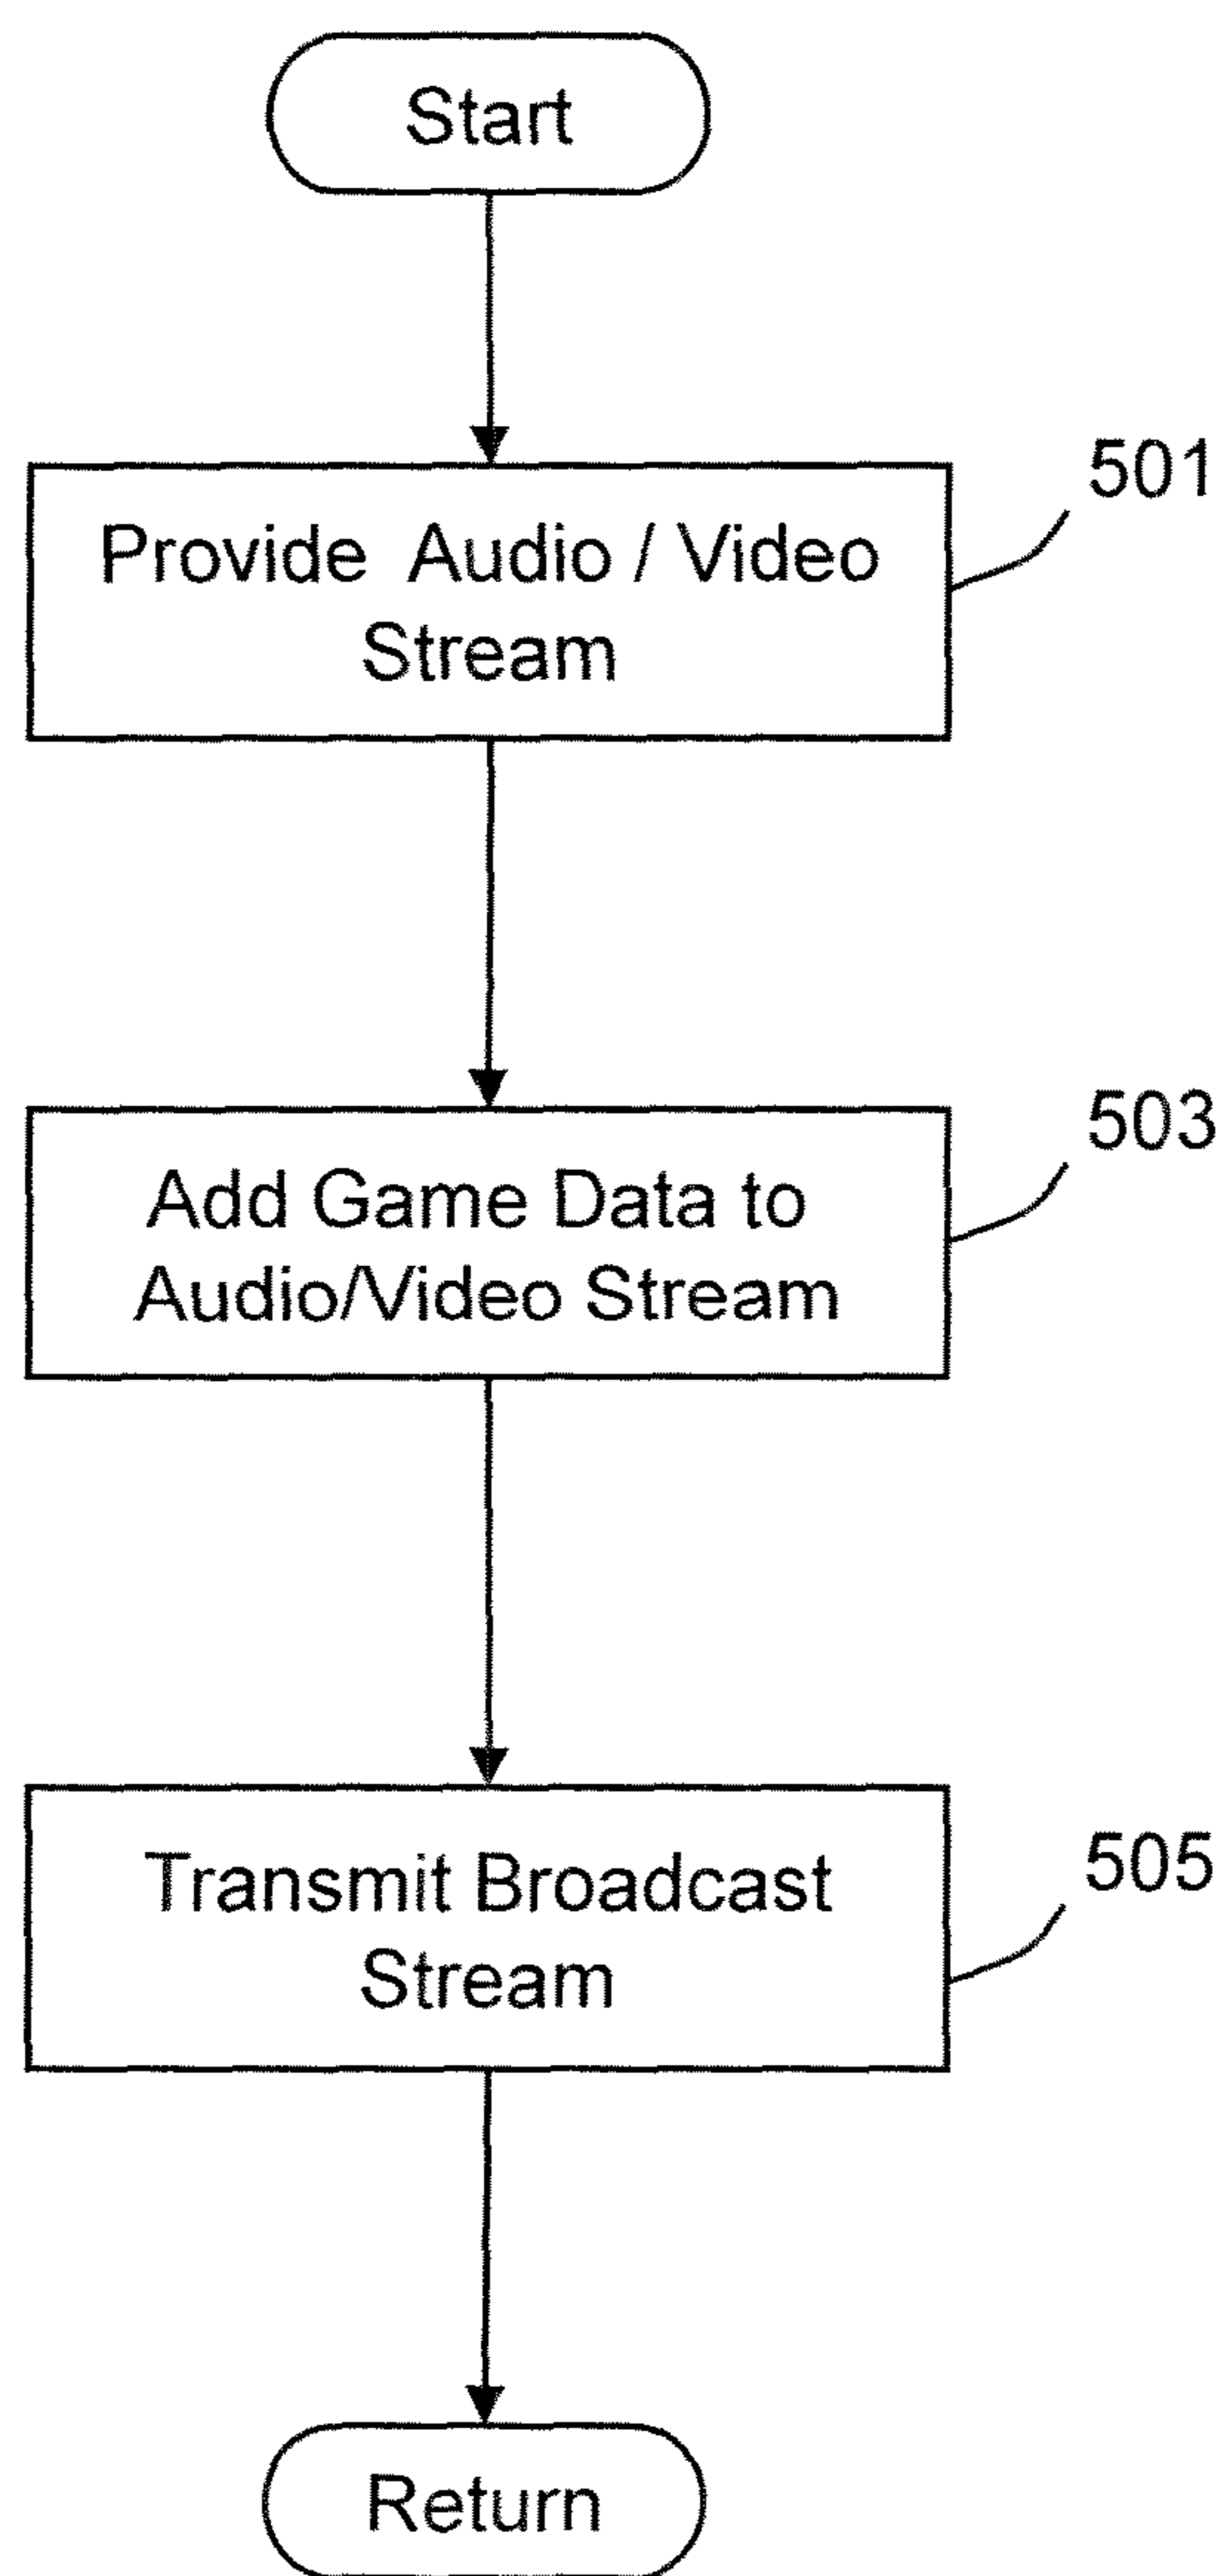 Start
501
Provide Audio / Video
Stream
503
Add Game Data to
Audio/Video Stream
505
Transmit Broadcast
Stream
Return